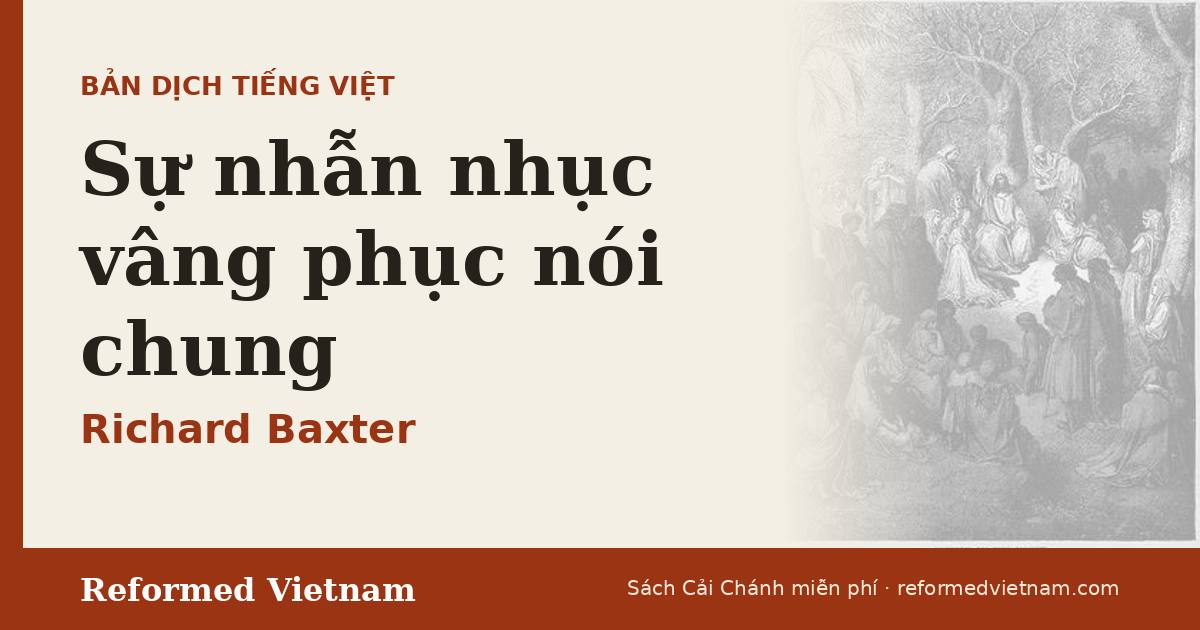 BẢN DỊCH TIẾNG VIỆT
Sự nhẫn nhục
vâng phục nói
chung
Richard Baxter
Reformed Vietnam
Sách Cải Chánh miễn phí · reformedvietnam.com